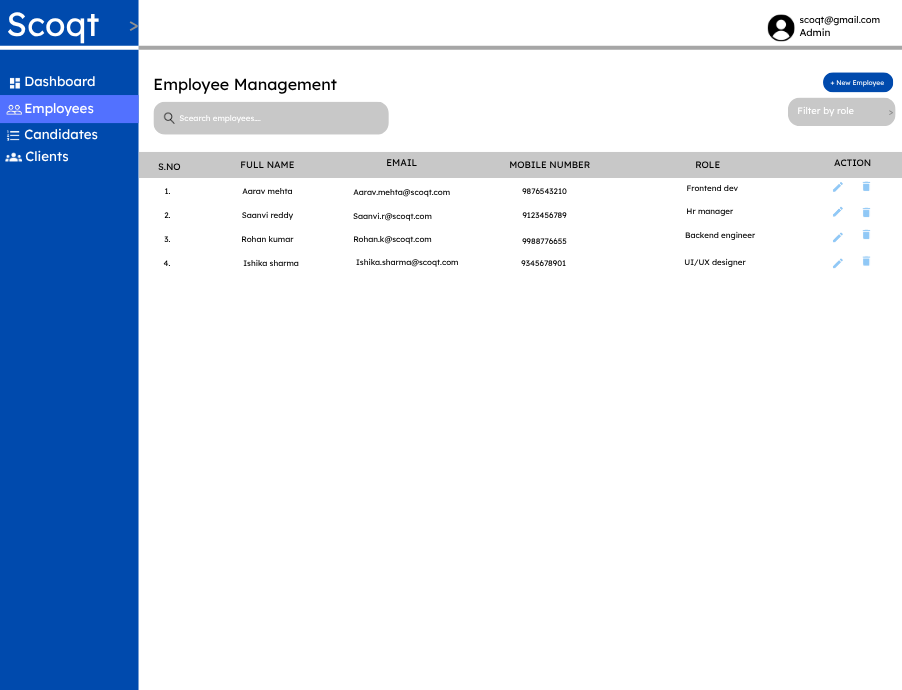 Scoqt >
scoqt@gmail.com
Admin
Dashboard
Employees
Candidates
Clients
Employee Management
+ New Employee
Scearch employees...
Filter by role >
S.NO FULL NAME EMAIL MOBILE NUMBER ROLE ACTION
1. Aarav mehta Aarav.mehta@scoqt.com 9876543210 Frontend dev
2. Saanvi reddy Saanvi.r@scoqt.com 9123456789 Hr manager
3. Rohan kumar Rohan.k@scoqt.com 9988776655 Backend engineer
4. Ishika sharma Ishika.sharma@scoqt.com 9345678901 UI/UX designer